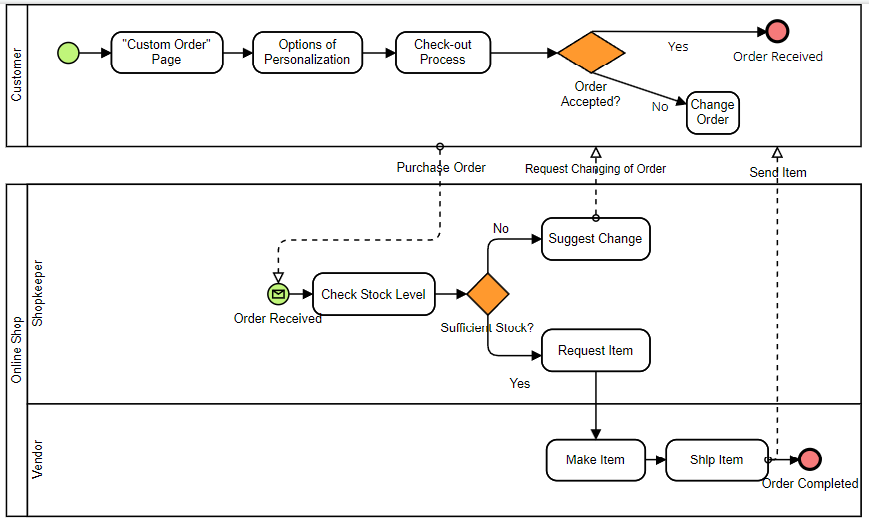 Customer
"Custom Order"
Page
Options of
Personalization
Check-out
Process
Order
Accepted?
Yes
Order Received
No
Change
Order
Purchase Order
Request Changing of Order
Send Item
Online Shop
Shopkeeper
Order Received
Check Stock Level
Sufficient Stock?
No
Suggest Change
Yes
Request Item
Vendor
Make Item
ShIp Item
Order Completed